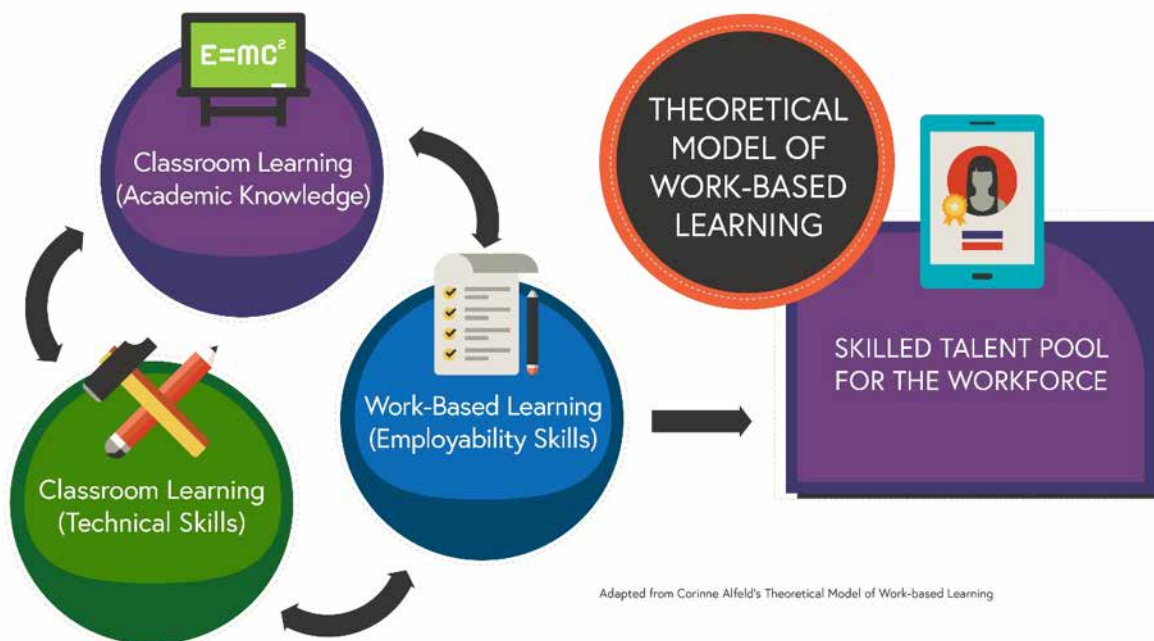 E=MC²
Classroom Learning
(Academic Knowledge)
THEORETICAL
MODEL OF
WORK-BASED
LEARNING
SKILLED TALENT POOL
FOR THE WORKFORCE
Work-Based Learning
(Employability Skills)
Classroom Learning
(Technical Skills)
Adapted from Corinne Alfeld's Theoretical Model of Work-based Learning